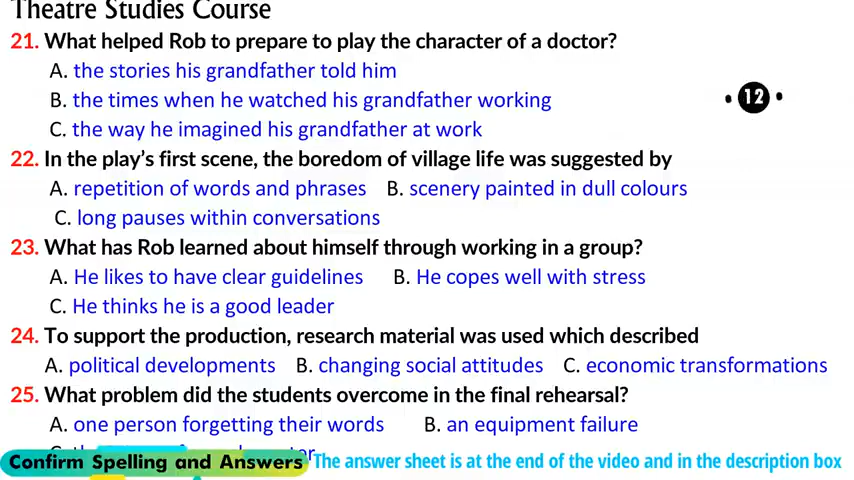 Theatre Studies Course
21. What helped Rob to prepare to play the character of a doctor?
A. the stories his grandfather told him
B. the times when he watched his grandfather working
12
C. the way he imagined his grandfather at work
22. In the play’s first scene, the boredom of village life was suggested by
A. repetition of words and phrases B. scenery painted in dull colours
C. long pauses within conversations
23. What has Rob learned about himself through working in a group?
A. He likes to have clear guidelines B. He copes well with stress
C. He thinks he is a good leader
24. To support the production, research material was used which described
A. political developments B. changing social attitudes C. economic transformations
25. What problem did the students overcome in the final rehearsal?
A. one person forgetting their words B. an equipment failure
Confirm Spelling and Answers The answer sheet is at the end of the video and in the description box